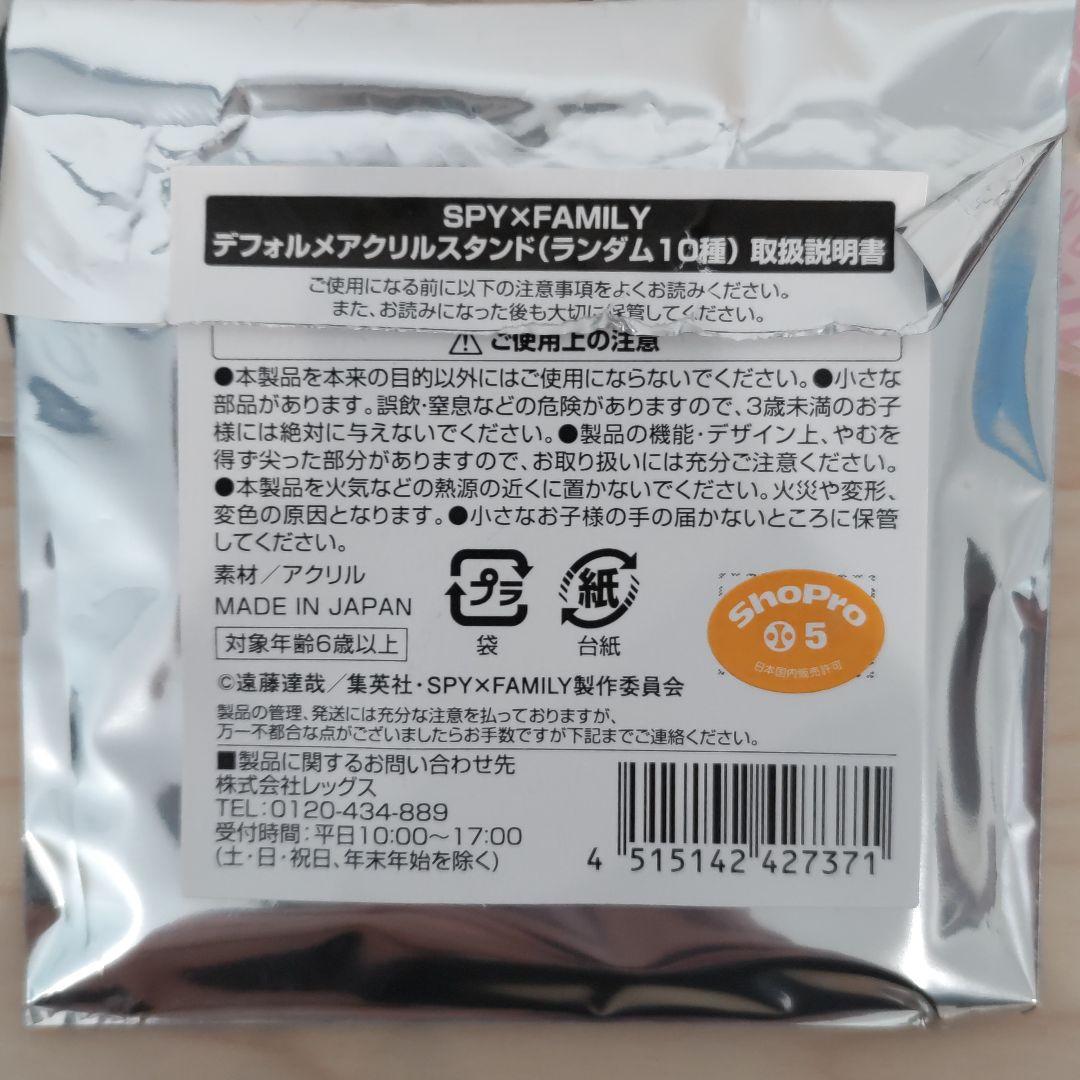 SPY×FAMILY
デフォルメアクリルスタンド(ランダム10種) 取扱説明書
ご使用になる前に以下の注意事項をよくお読みください。
また、お読みになった後も大切に保管してください。
⚠ ご使用上の注意
●本製品を本来の目的以外にはご使用にならないでください。●小さな
部品があります。誤飲・窒息などの危険がありますので、3歳未満のお子
様には絶対に与えないでください。●製品の機能・デザイン上、やむを
得ず尖った部分がありますので、お取り扱いには充分ご注意ください。
●本製品を火気などの熱源の近くに置かないでください。火災や変形、
変色の原因となります。●小さなお子様の手の届かないところに保管
してください。
素材/アクリル
MADE IN JAPAN
対象年齢6歳以上
プラ
袋
紙
台紙
ShoPro
5
日本国内販売許可
©遠藤達哉/集英社・SPY×FAMILY製作委員会
製品の管理、発送には充分な注意を払っておりますが、
万一不都合な点がございましたらお手数ですが下記までご連絡ください。
■製品に関するお問い合わせ先
株式会社レッグス
TEL:0120-434-889
受付時間:平日10:00～17:00
(土・日・祝日、年末年始を除く)
4 515142 427371